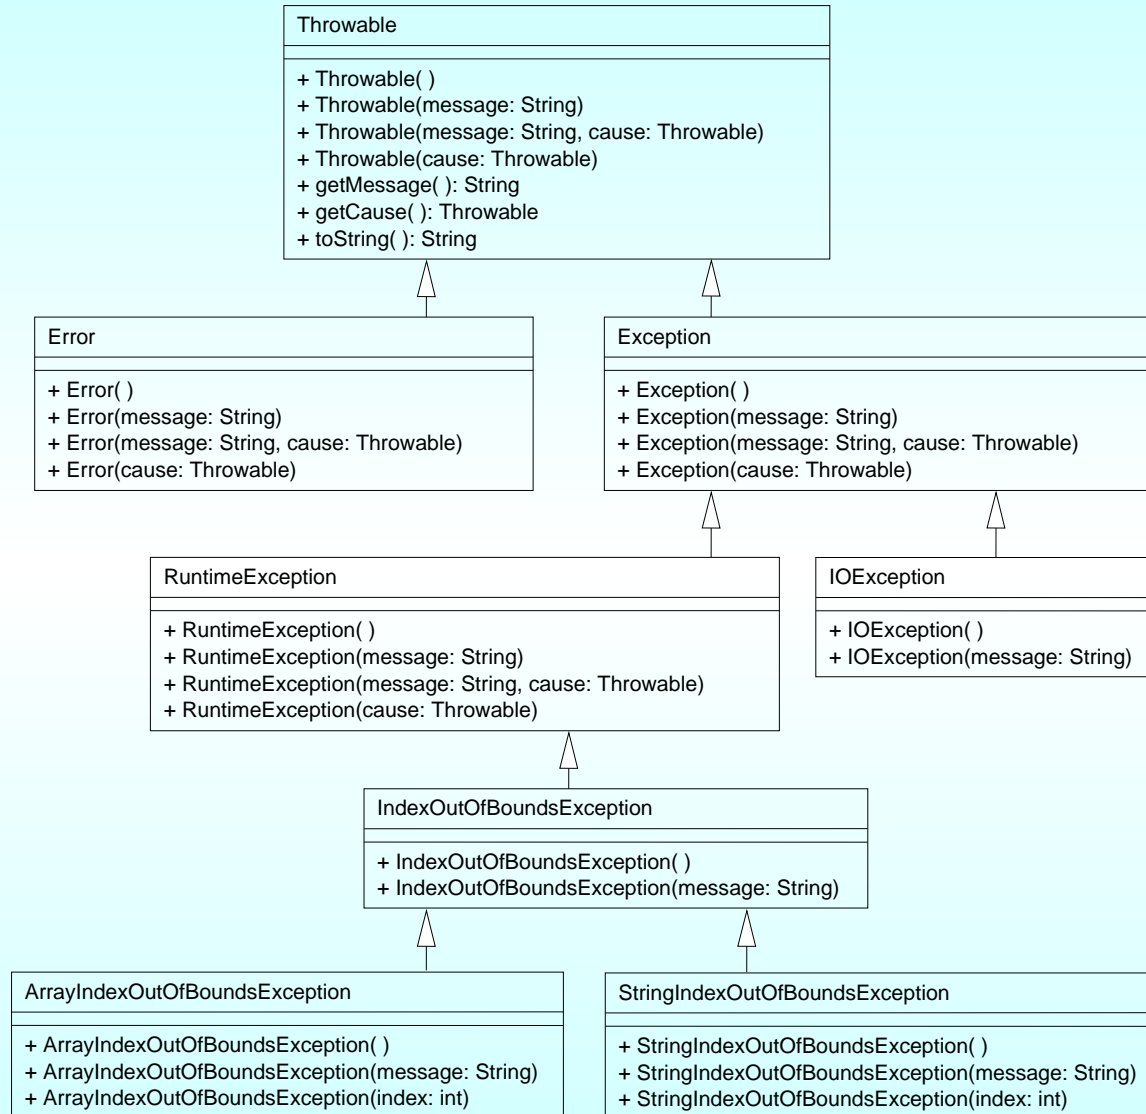 Throwable
+ Throwable( )
+ Throwable(message: String)
+ Throwable(message: String, cause: Throwable)
+ Throwable(cause: Throwable)
+ getMessage( ): String
+ getCause( ): Throwable
+ toString( ): String
Error
+ Error( )
+ Error(message: String)
+ Error(message: String, cause: Throwable)
+ Error(cause: Throwable)
Exception
+ Exception( )
+ Exception(message: String)
+ Exception(message: String, cause: Throwable)
+ Exception(cause: Throwable)
RuntimeException
+ RuntimeException( )
+ RuntimeException(message: String)
+ RuntimeException(message: String, cause: Throwable)
+ RuntimeException(cause: Throwable)
IOException
+ IOException( )
+ IOException(message: String)
IndexOutOfBoundsException
+ IndexOutOfBoundsException( )
+ IndexOutOfBoundsException(message: String)
ArrayIndexOutOfBoundsException
+ ArrayIndexOutOfBoundsException( )
+ ArrayIndexOutOfBoundsException(message: String)
+ ArrayIndexOutOfBoundsException(index: int)
StringIndexOutOfBoundsException
+ StringIndexOutOfBoundsException( )
+ StringIndexOutOfBoundsException(message: String)
+ StringIndexOutOfBoundsException(index: int)